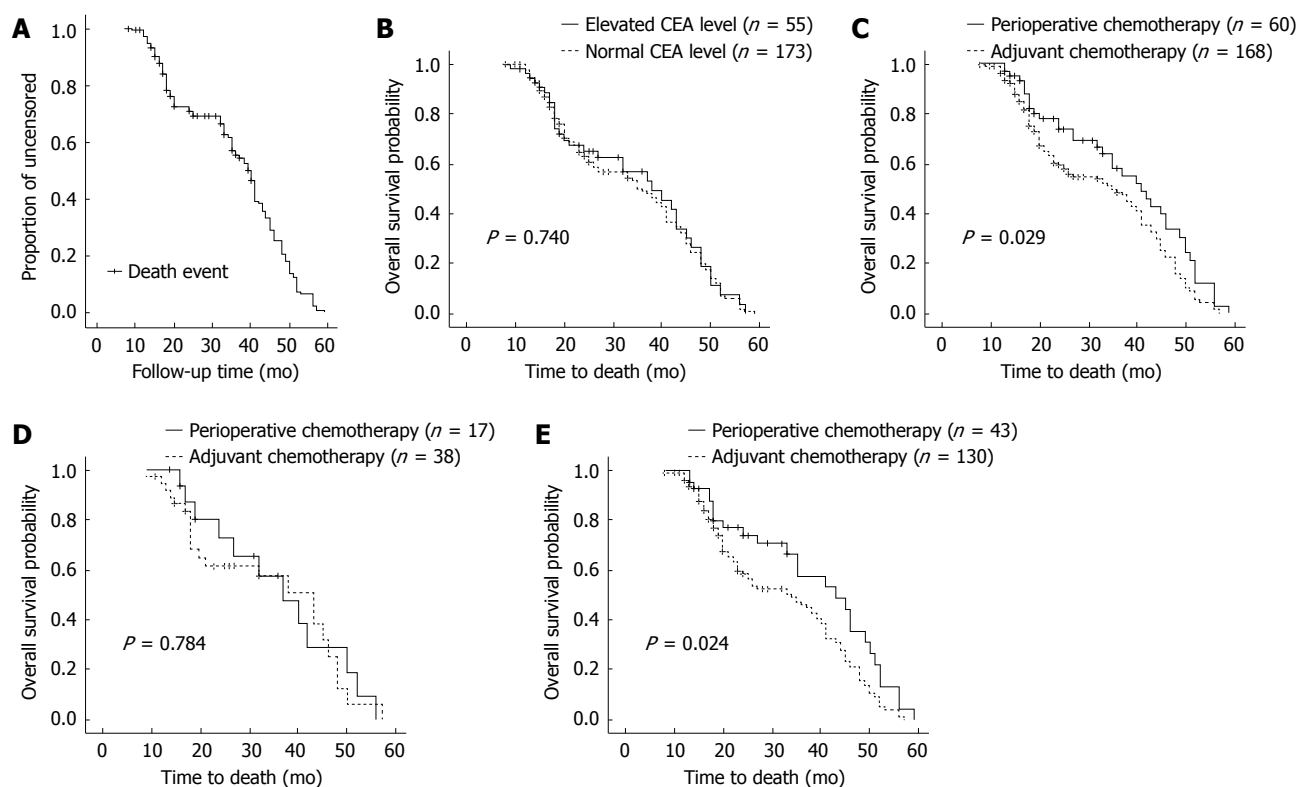 A
Proportion of uncensored
1.0
0.8
0.6
0.4
0.2
0.0
Death event
0 10 20 30 40 50 60
Follow-up time (mo)
B
Elevated CEA level (n = 55)
Normal CEA level (n = 173)
Overall survival probability
1.0
0.8
0.6
0.4
0.2
0.0
P = 0.740
0 10 20 30 40 50 60
Time to death (mo)
C
Perioperative chemotherapy (n = 60)
Adjuvant chemotherapy (n = 168)
Overall survival probability
1.0
0.8
0.6
0.4
0.2
0.0
P = 0.029
0 10 20 30 40 50 60
Time to death (mo)
D
Perioperative chemotherapy (n = 17)
Adjuvant chemotherapy (n = 38)
Overall survival probability
1.0
0.8
0.6
0.4
0.2
0.0
P = 0.784
0 10 20 30 40 50 60
Time to death (mo)
E
Perioperative chemotherapy (n = 43)
Adjuvant chemotherapy (n = 130)
Overall survival probability
1.0
0.8
0.6
0.4
0.2
0.0
P = 0.024
0 10 20 30 40 50 60
Time to death (mo)